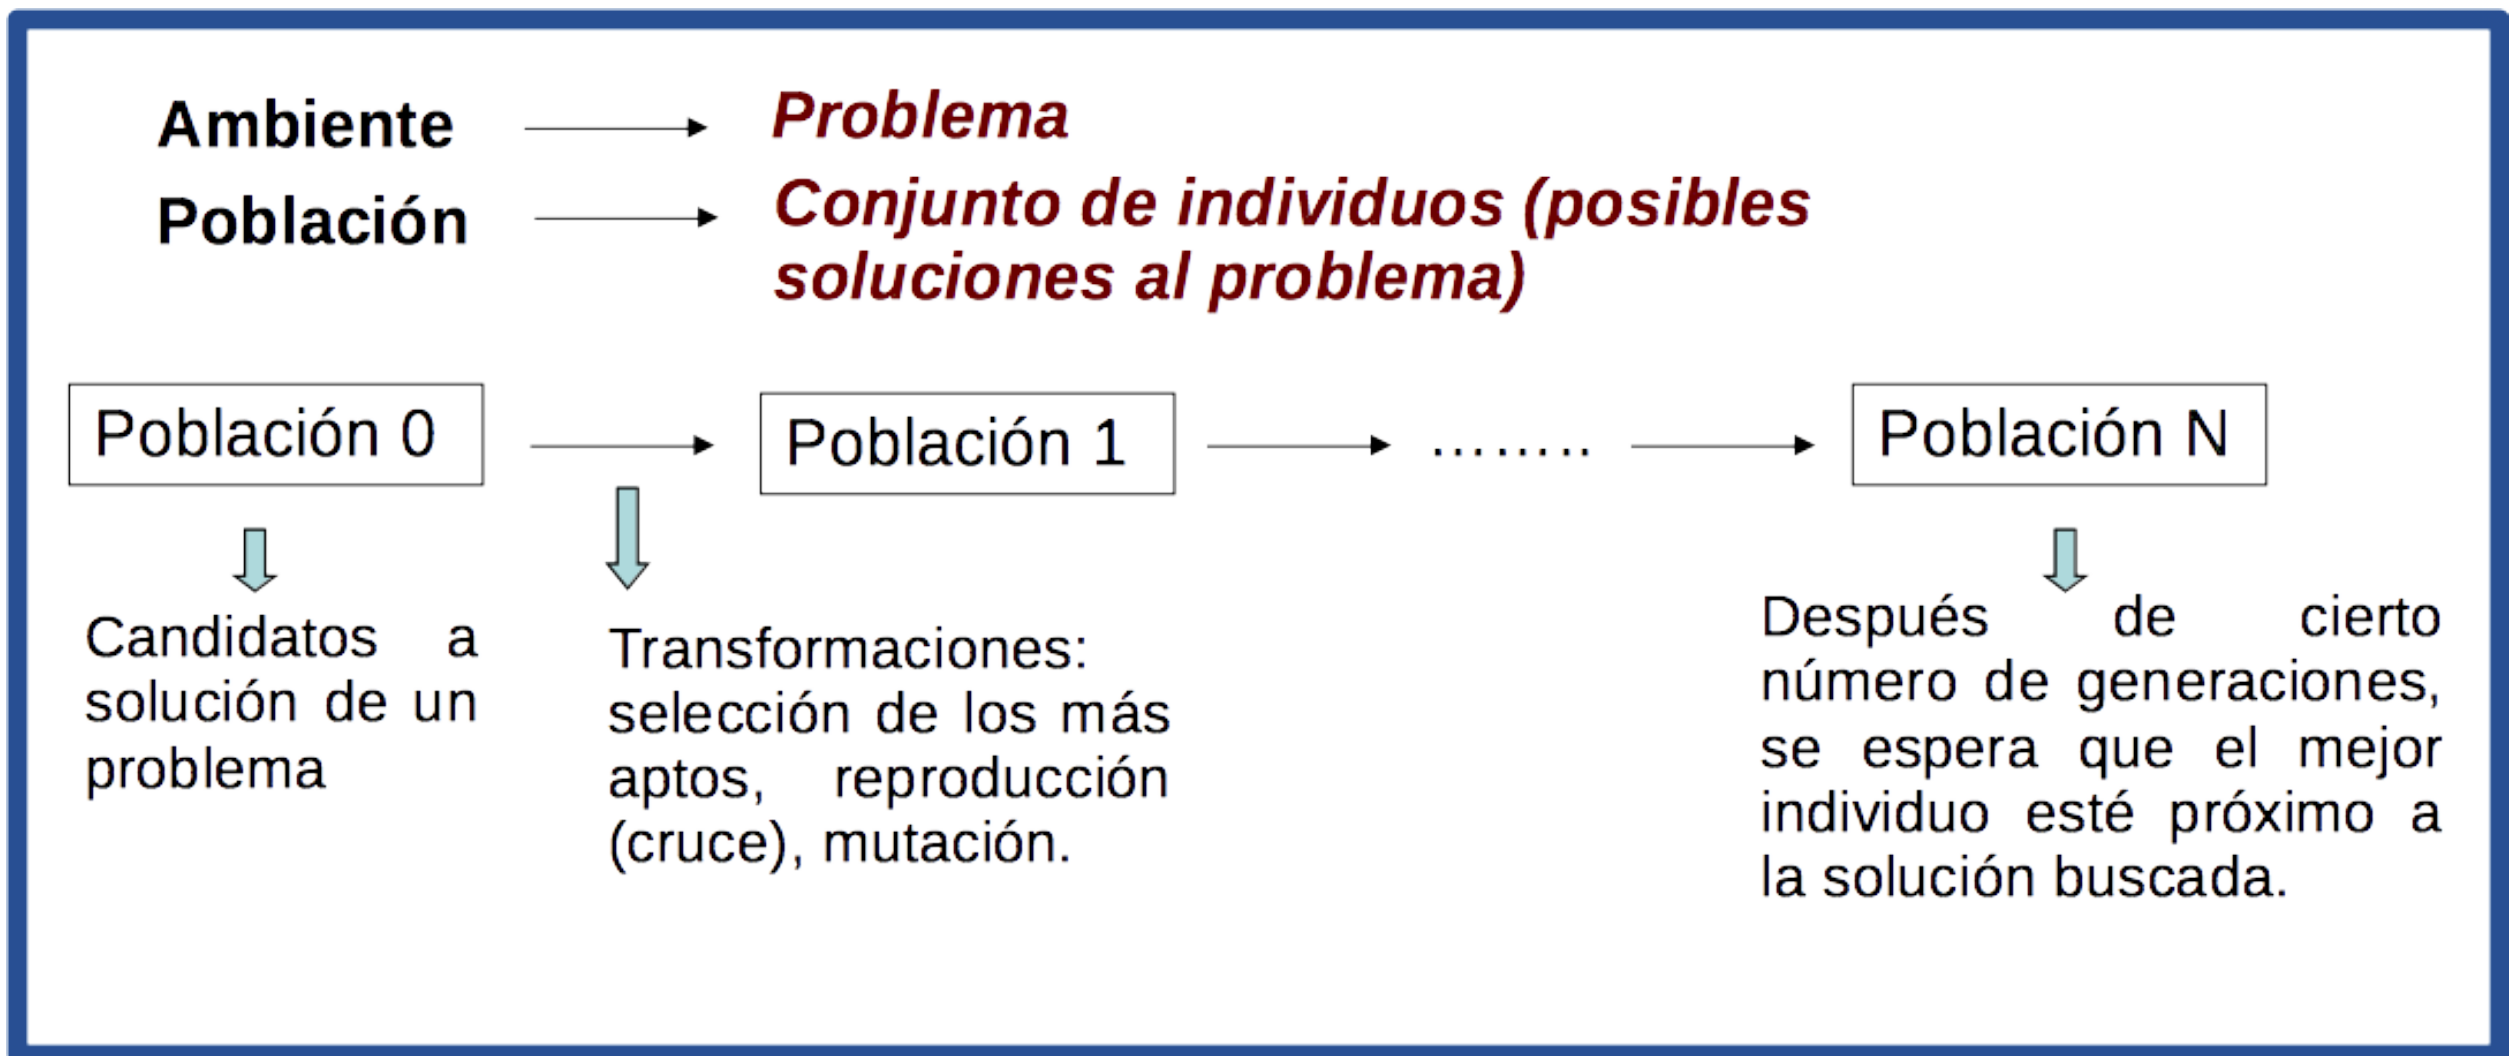 Ambiente
Problema
Población
Conjunto de individuos (posibles
soluciones al problema)
Población 0
Población 1
........
Población N
Candidatos a
solución de un
problema
Transformaciones:
selección de los más
aptos, reproducción
(cruce), mutación.
Después de cierto
número de generaciones,
se espera que el mejor
individuo esté próximo a
la solución buscada.